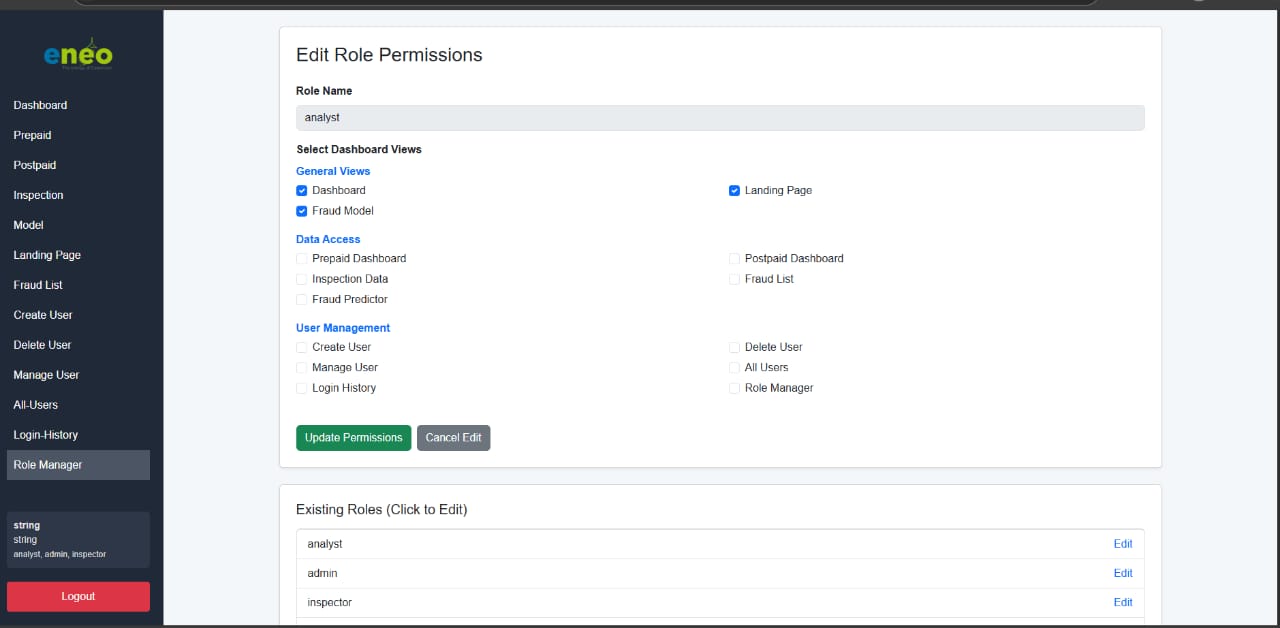 eneo
Dashboard
Prepaid
Postpaid
Inspection
Model
Landing Page
Fraud List
Create User
Delete User
Manage User
All-Users
Login-History
Role Manager
string
string
analyst, admin, inspector
Logout
Edit Role Permissions
Role Name
analyst
Select Dashboard Views
General Views
Dashboard Landing Page
Fraud Model
Data Access
Prepaid Dashboard Postpaid Dashboard
Inspection Data Fraud List
Fraud Predictor
User Management
Create User Delete User
Manage User All Users
Login History Role Manager
Update Permissions Cancel Edit
Existing Roles (Click to Edit)
analyst Edit
admin Edit
inspector Edit